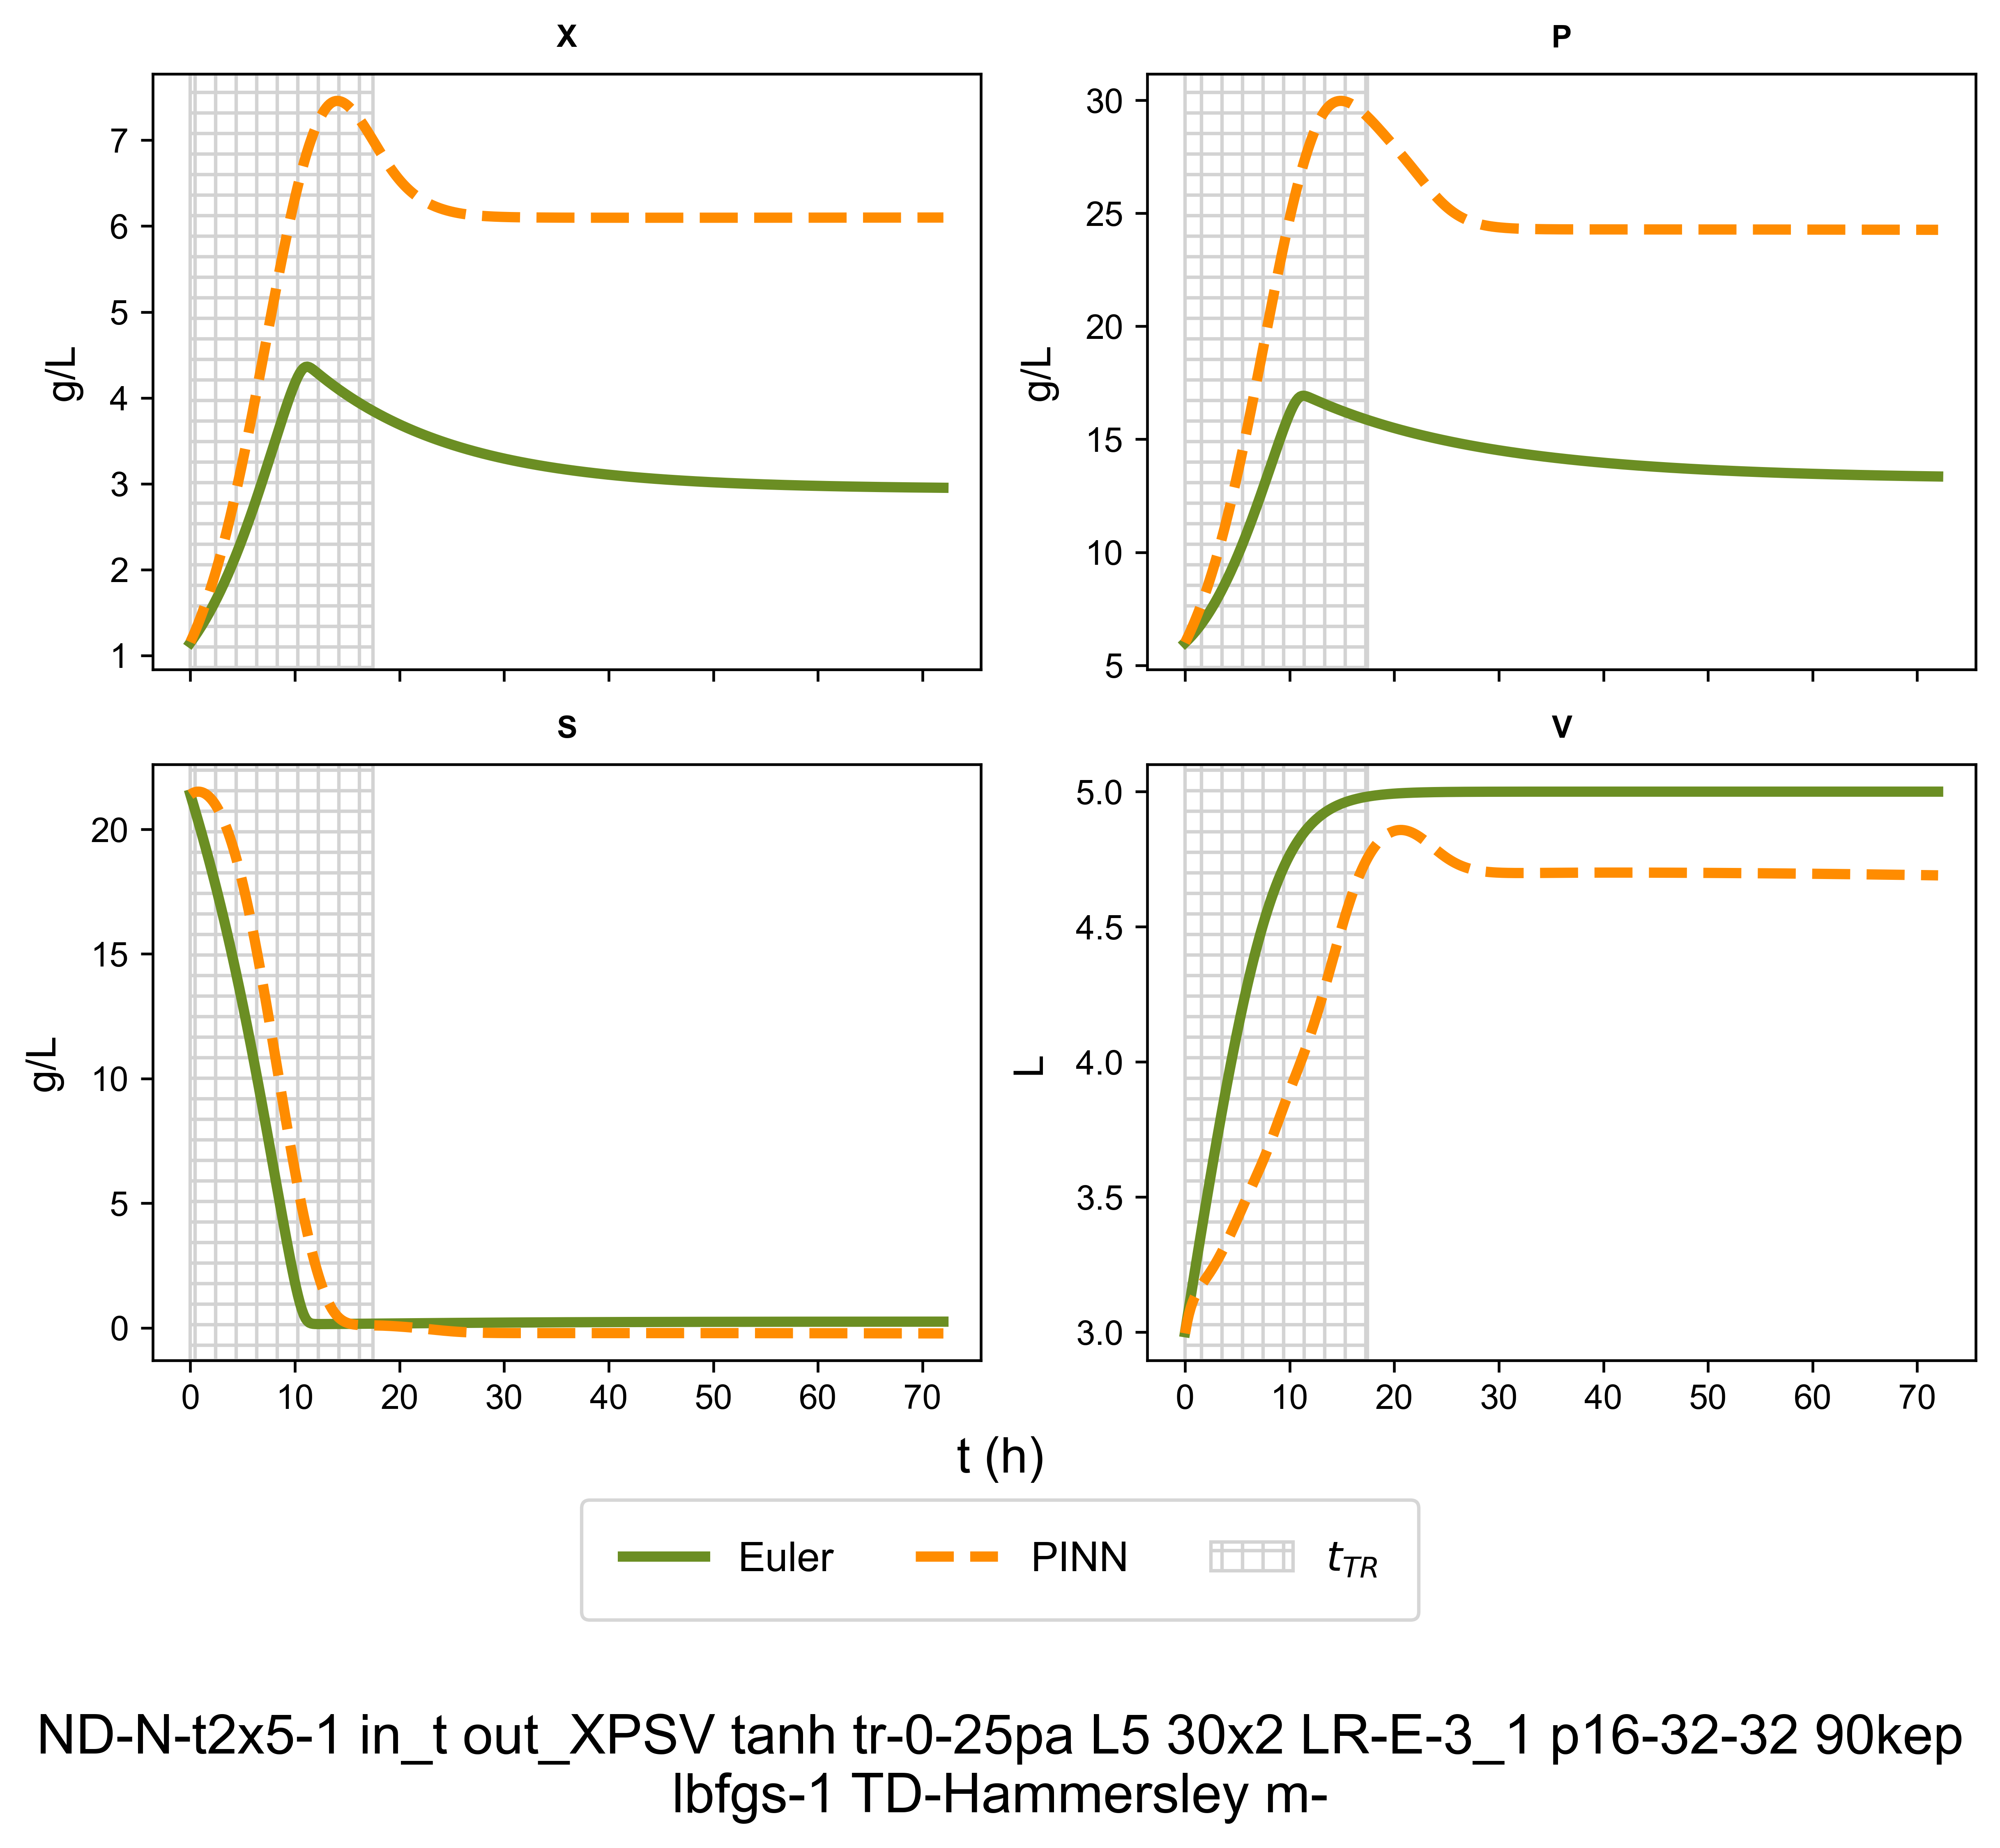 X
P
g/L
7
6
5
4
3
2
1
g/L
30
25
20
15
10
5
S
V
g/L
20
15
10
5
0
L
5.0
4.5
4.0
3.5
3.0
0 10 20 30 40 50 60 70
0 10 20 30 40 50 60 70
t (h)
Euler PINN t_{TR}
ND-N-t2x5-1 in_t out_XPSV tanh tr-0-25pa L5 30x2 LR-E-3_1 p16-32-32 90kep
lbfgs-1 TD-Hammersley m-